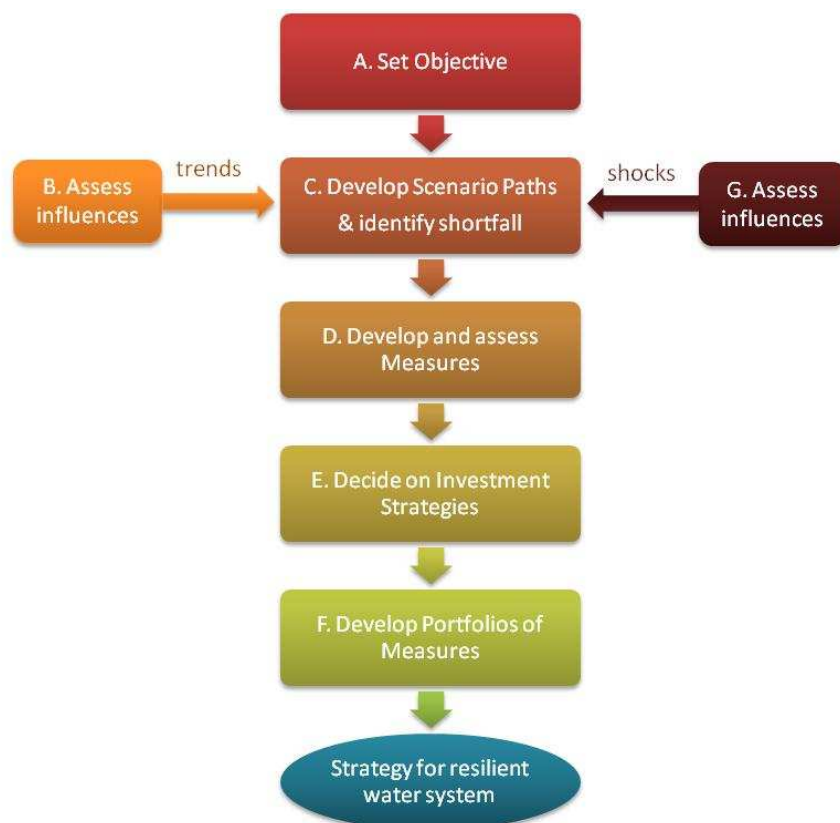 A. Set Objective
trends
B. Assess
influences
C. Develop Scenario Paths
& identify shortfall
shocks
G. Assess
influences
D. Develop and assess
Measures
E. Decide on Investment
Strategies
F. Develop Portfolios of
Measures
Strategy for resilient
water system